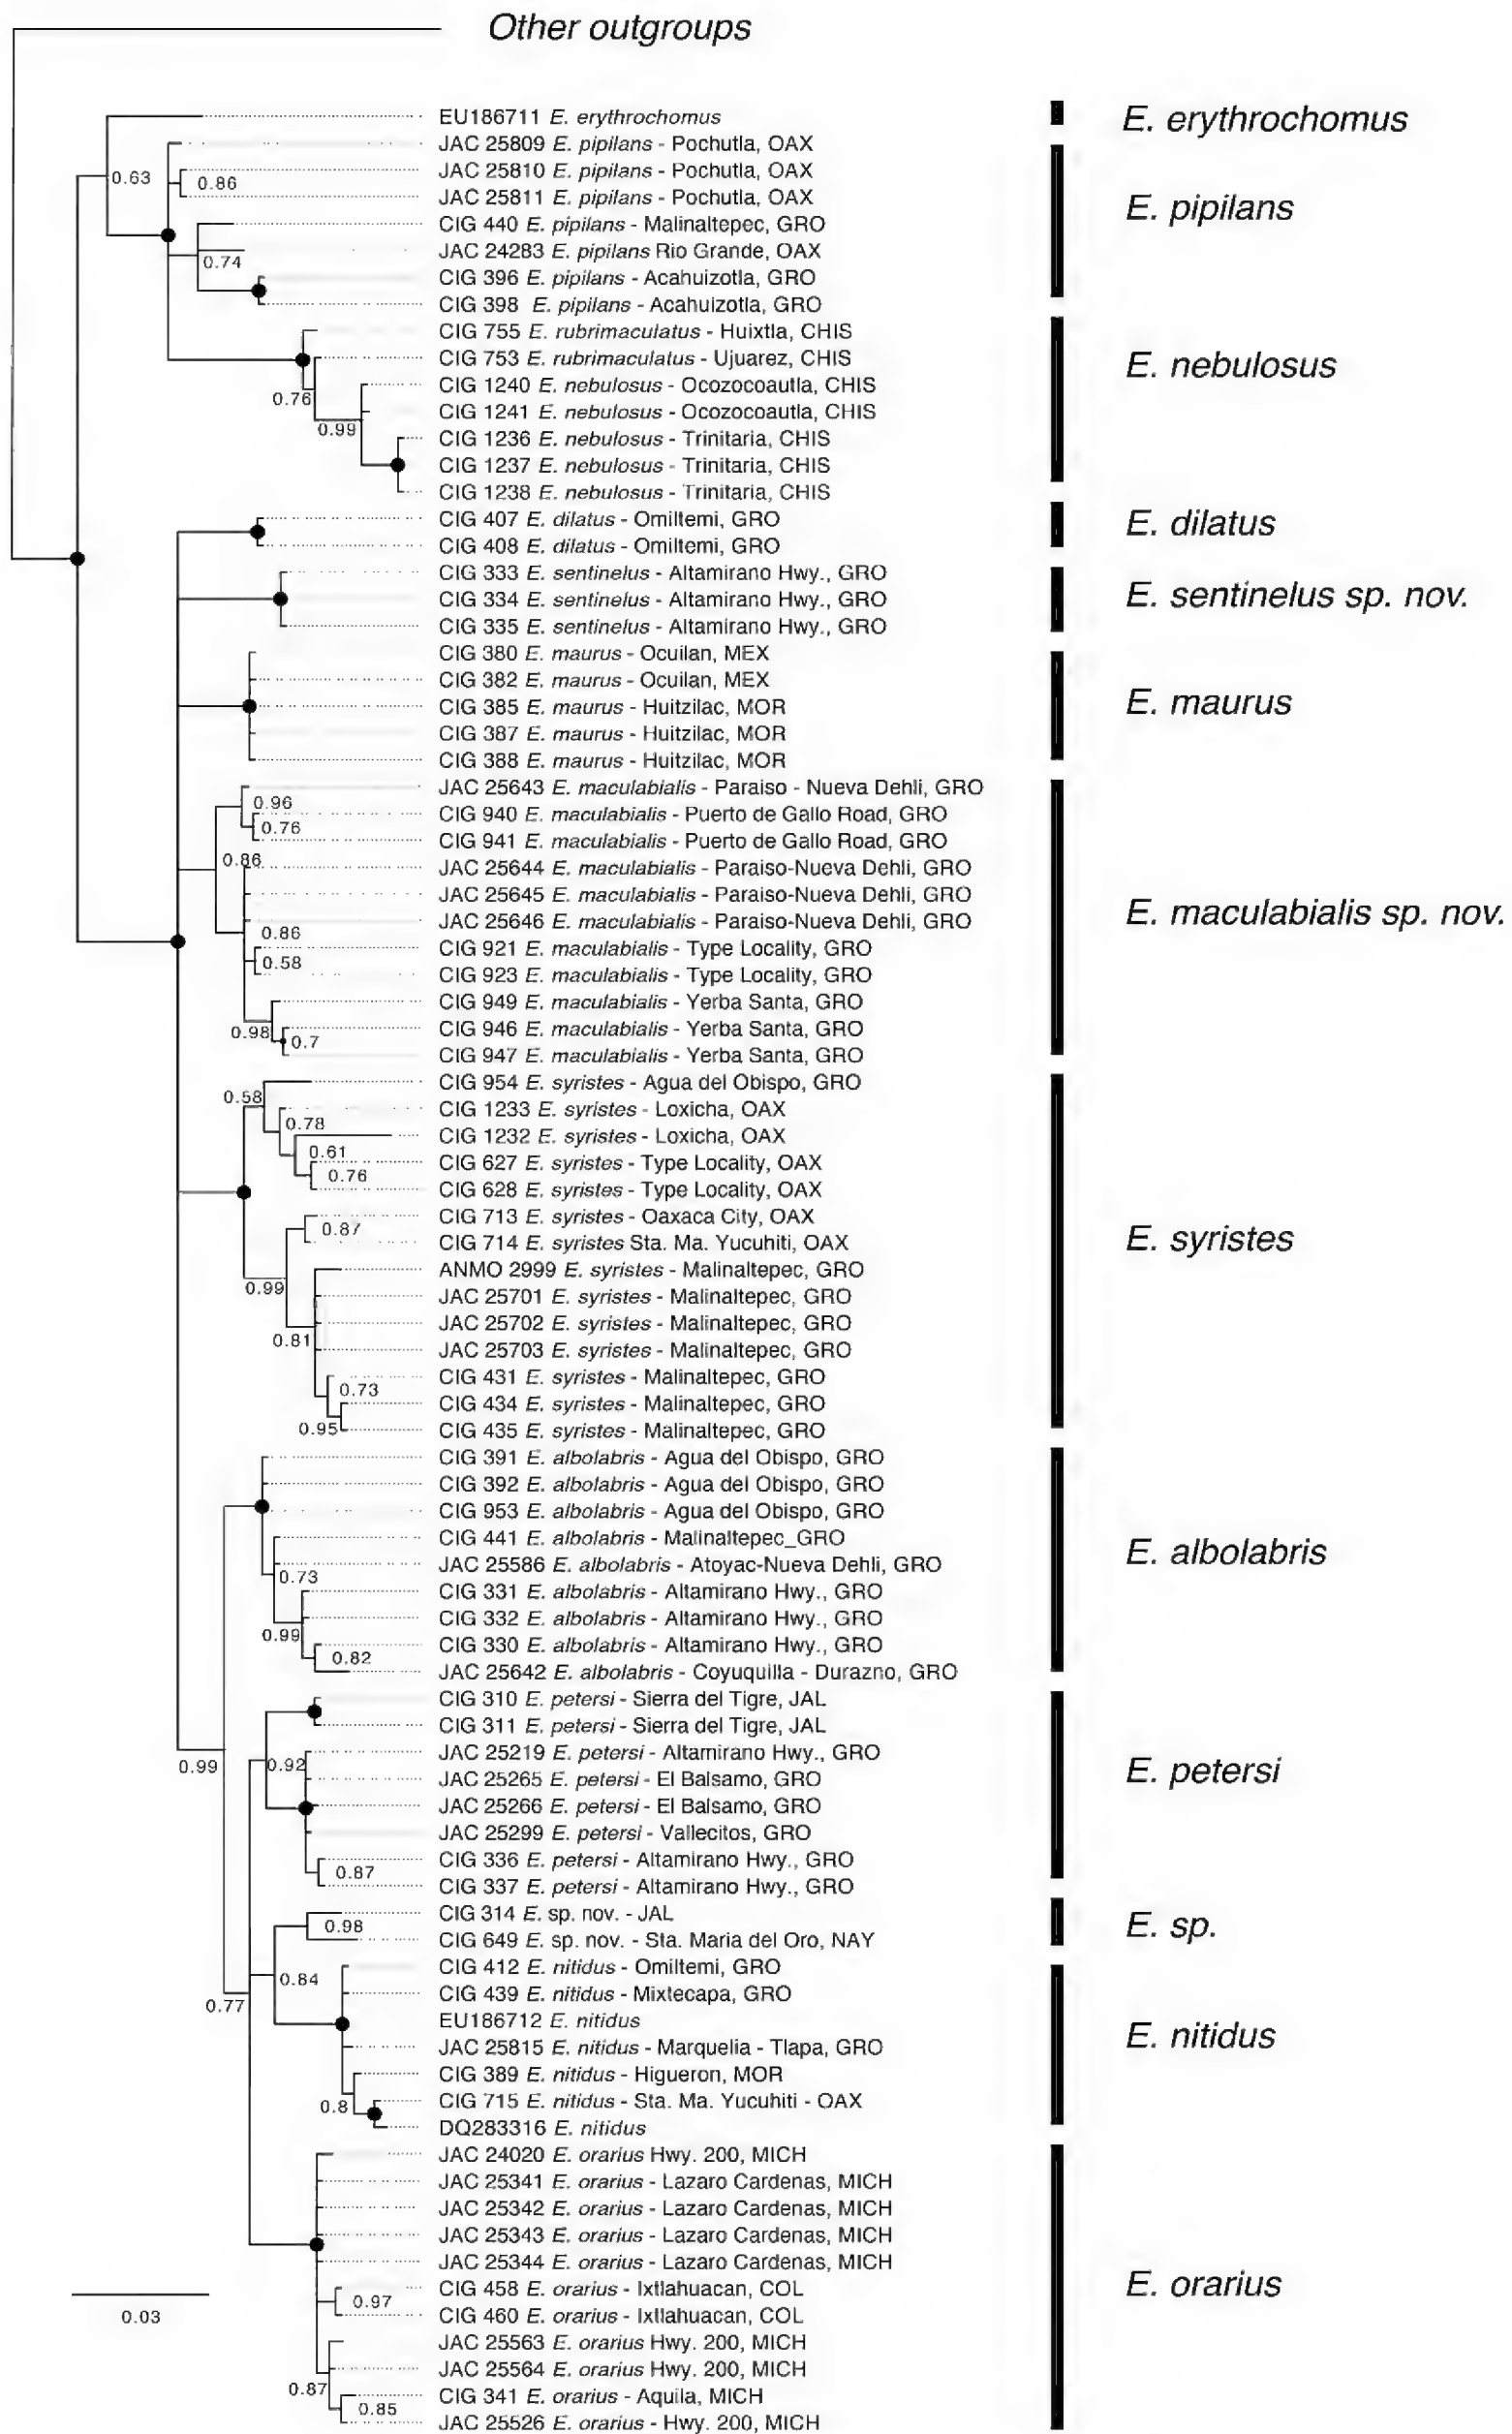 Other outgroups
EU186711 E. erythrochomus
JAC 25809 E. pipilans - Pochutla, OAX
JAC 25810 E. pipilans - Pochutla, OAX
JAC 25811 E. pipilans - Pochutla, OAX
CIG 440 E. pipilans - Malinaltepec, GRO
JAC 24283 E. pipilans Rio Grande, OAX
CIG 396 E. pipilans - Acahuizotla, GRO
CIG 398 E. pipilans - Acahuizotla, GRO
CIG 755 E. rubrimaculatus - Huixtla, CHIS
CIG 753 E. rubrimaculatus - Ujuarez, CHIS
CIG 1240 E. nebulosus - Ocozocoautla, CHIS
CIG 1241 E. nebulosus - Ocozocoautla, CHIS
CIG 1236 E. nebulosus - Trinitaria, CHIS
CIG 1237 E. nebulosus - Trinitaria, CHIS
CIG 1238 E. nebulosus - Trinitaria, CHIS
CIG 407 E. dilatus - Omiltemi, GRO
CIG 408 E. dilatus - Omiltemi, GRO
CIG 333 E. sentinelus - Altamirano Hwy., GRO
CIG 334 E. sentinelus - Altamirano Hwy., GRO
CIG 335 E. sentinelus - Altamirano Hwy., GRO
CIG 380 E. maurus - Ocuilan, MEX
CIG 382 E. maurus - Ocuilan, MEX
CIG 385 E. maurus - Huitzilac, MOR
CIG 387 E. maurus - Huitzilac, MOR
CIG 388 E. maurus - Huitzilac, MOR
JAC 25643 E. maculabialis - Paraiso - Nueva Dehli, GRO
CIG 940 E. maculabialis - Puerto de Gallo Road, GRO
CIG 941 E. maculabialis - Puerto de Gallo Road, GRO
JAC 25644 E. maculabialis - Paraiso-Nueva Dehli, GRO
JAC 25645 E. maculabialis - Paraiso-Nueva Dehli, GRO
JAC 25646 E. maculabialis - Paraiso-Nueva Dehli, GRO
CIG 921 E. maculabialis - Type Locality, GRO
CIG 923 E. maculabialis - Type Locality, GRO
CIG 949 E. maculabialis - Yerba Santa, GRO
CIG 946 E. maculabialis - Yerba Santa, GRO
CIG 947 E. maculabialis - Yerba Santa, GRO
CIG 954 E. syristes - Agua del Obispo, GRO
CIG 1233 E. syristes - Loxicha, OAX
CIG 1232 E. syristes - Loxicha, OAX
CIG 627 E. syristes - Type Locality, OAX
CIG 628 E. syristes - Type Locality, OAX
CIG 713 E. syristes - Oaxaca City, OAX
CIG 714 E. syristes Sta. Ma. Yucuhiti, OAX
ANMO 2999 E. syristes - Malinaltepec, GRO
JAC 25701 E. syristes - Malinaltepec, GRO
JAC 25702 E. syristes - Malinaltepec, GRO
JAC 25703 E. syristes - Malinaltepec, GRO
CIG 431 E. syristes - Malinaltepec, GRO
CIG 434 E. syristes - Malinaltepec, GRO
CIG 435 E. syristes - Malinaltepec, GRO
CIG 391 E. albolabris - Agua del Obispo, GRO
CIG 392 E. albolabris - Agua del Obispo, GRO
CIG 953 E. albolabris - Agua del Obispo, GRO
CIG 441 E. albolabris - Malinaltepec_GRO
JAC 25586 E. albolabris - Atoyac-Nueva Dehli, GRO
CIG 331 E. albolabris - Altamirano Hwy., GRO
CIG 332 E. albolabris - Altamirano Hwy., GRO
CIG 330 E. albolabris - Altamirano Hwy., GRO
JAC 25642 E. albolabris - Coyuquilla - Durazno, GRO
CIG 310 E. petersi - Sierra del Tigre, JAL
CIG 311 E. petersi - Sierra del Tigre, JAL
JAC 25219 E. petersi - Altamirano Hwy., GRO
JAC 25265 E. petersi - El Balsamo, GRO
JAC 25266 E. petersi - El Balsamo, GRO
JAC 25299 E. petersi - Vallecitos, GRO
CIG 336 E. petersi - Altamirano Hwy., GRO
CIG 337 E. petersi - Altamirano Hwy., GRO
CIG 314 E. sp. nov. - JAL
CIG 649 E. sp. nov. - Sta. Maria del Oro, NAY
CIG 412 E. nitidus - Omiltemi, GRO
CIG 439 E. nitidus - Mixtecapa, GRO
EU186712 E. nitidus
JAC 25815 E. nitidus - Marquelia - Tlapa, GRO
CIG 389 E. nitidus - Higueron, MOR
CIG 715 E. nitidus - Sta. Ma. Yucuhiti - OAX
DQ283316 E. nitidus
JAC 24020 E. orarius Hwy. 200, MICH
JAC 25341 E. orarius - Lazaro Cardenas, MICH
JAC 25342 E. orarius - Lazaro Cardenas, MICH
JAC 25343 E. orarius - Lazaro Cardenas, MICH
JAC 25344 E. orarius - Lazaro Cardenas, MICH
CIG 458 E. orarius - Ixtlahuacan, COL
CIG 460 E. orarius - Ixtlahuacan, COL
JAC 25563 E. orarius Hwy. 200, MICH
JAC 25564 E. orarius Hwy. 200, MICH
CIG 341 E. orarius - Aquila, MICH
JAC 25526 E. orarius - Hwy. 200, MICH
E. erythrochomus
E. pipilans
E. nebulosus
E. dilatus
E. sentinelus sp. nov.
E. maurus
E. maculabialis sp. nov.
E. syristes
E. albolabris
E. petersi
E. sp.
E. nitidus
E. orarius
0.63
0.86
0.74
0.76
0.99
0.96
0.76
0.86
0.86
0.58
0.98
0.7
0.58
0.78
0.61
0.76
0.87
0.99
0.81
0.73
0.95
0.73
0.99
0.82
0.99
0.92
0.87
0.98
0.84
0.77
0.8
0.97
0.87
0.85
0.03